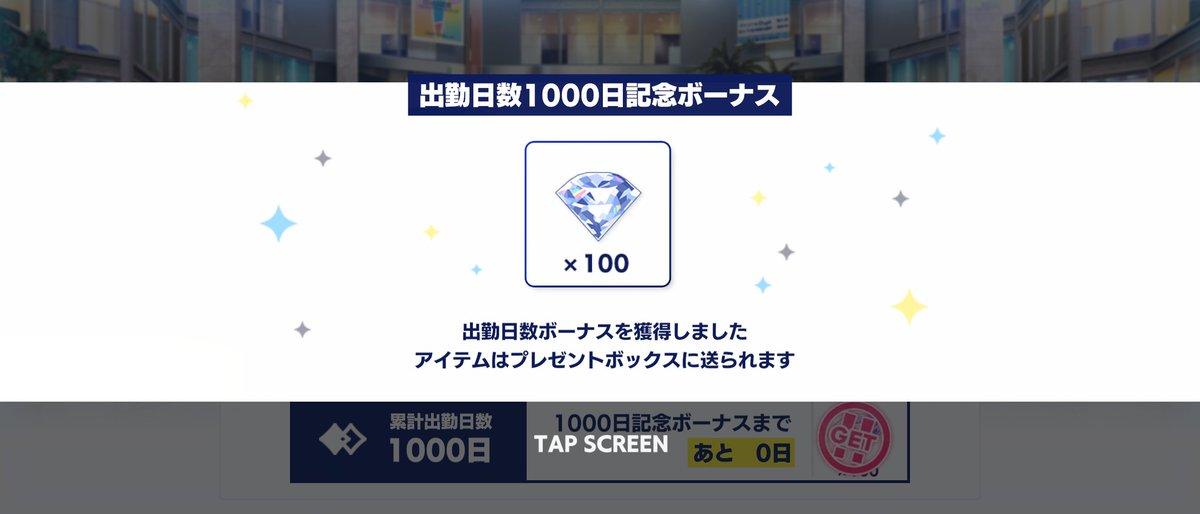 出勤日数1000日記念ボーナス
×100
出勤日数ボーナスを獲得しました
アイテムはプレゼントボックスに送られます
累計出勤日数
1000日
1000日記念ボーナスまで
あと 0日
TAP SCREEN
GET